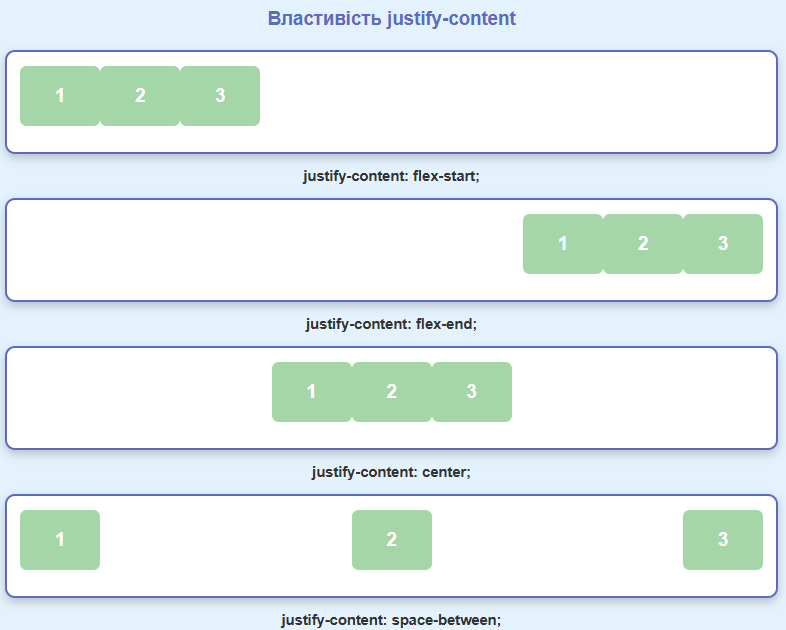 Властивість justify-content
1 2 3
justify-content: flex-start;
1 2 3
justify-content: flex-end;
1 2 3
justify-content: center;
1 2 3
justify-content: space-between;